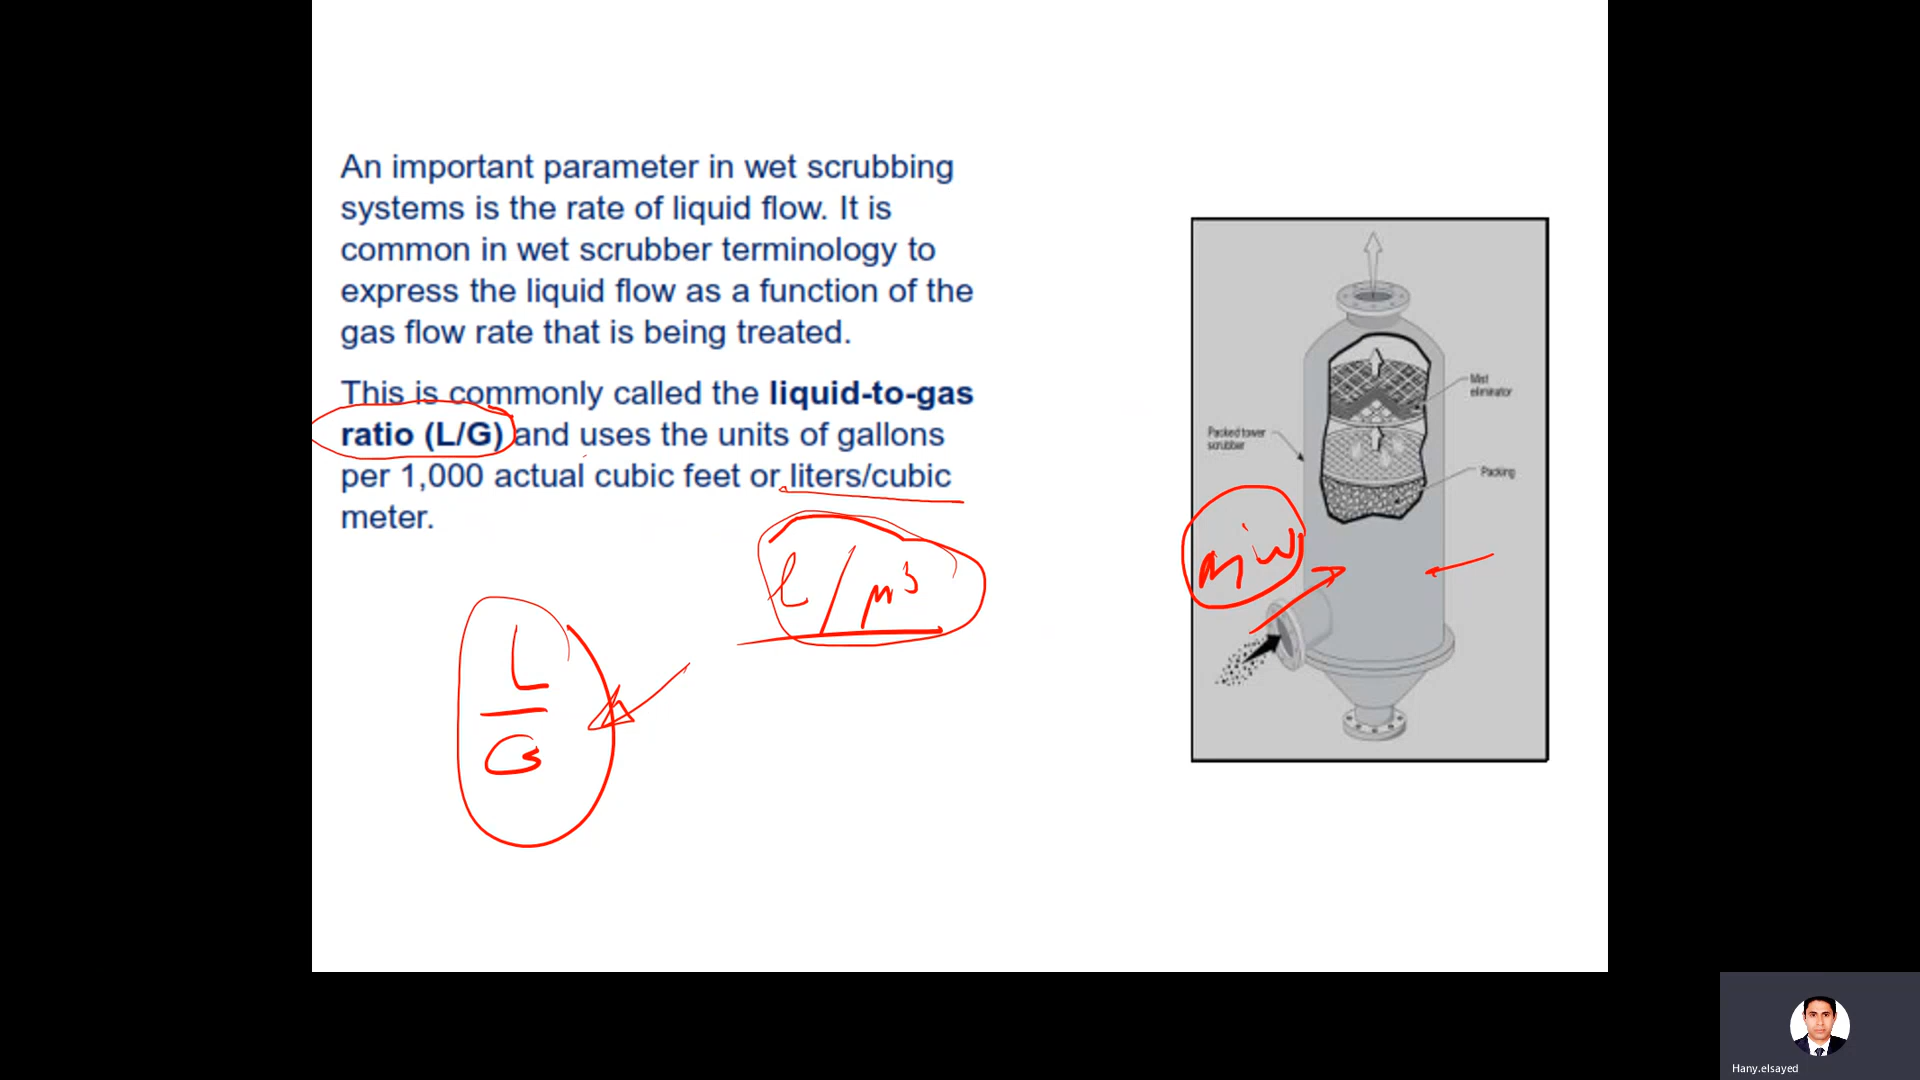 An important parameter in wet scrubbing
systems is the rate of liquid flow. It is
common in wet scrubber terminology to
express the liquid flow as a function of the
gas flow rate that is being treated.
This is commonly called the liquid-to-gas
ratio (L/G) and uses the units of gallons
per 1,000 actual cubic feet or liters/cubic
meter.
l/m³
L
G
Mist
eliminator
Packed tower
scrubber
Packing
Hany.elsayed